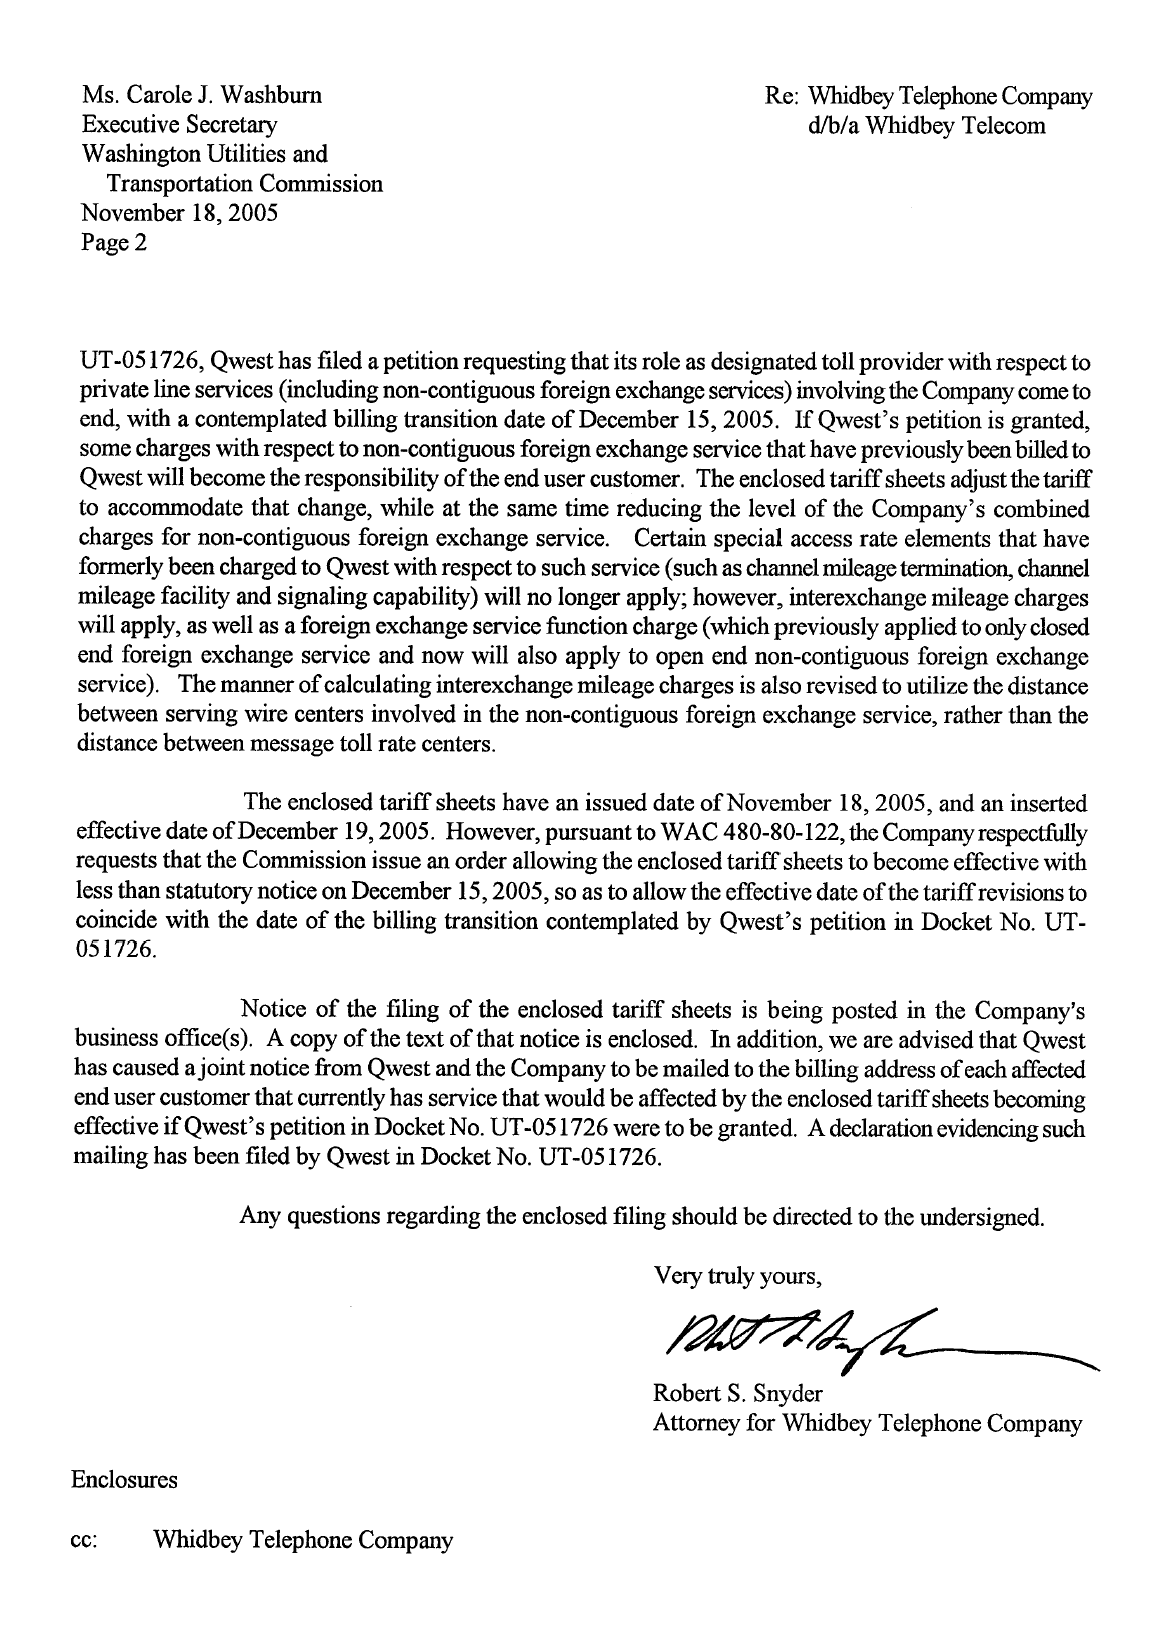 Ms. Carole J. Washburn
Executive Secretary
Washington Utilities and
Transportation Commission
November 18, 2005
Page 2
Re: Whidbey Telephone Company
d/b/a Whidbey Telecom
UT-051726, Qwest has filed a petition requesting that its role as designated toll provider with respect to
private line services (including non-contiguous foreign exchange services) involving the Company come to
end, with a contemplated billing transition date of December 15, 2005. If Qwest's petition is granted,
some charges with respect to non-contiguous foreign exchange service that have previously been billed to
Qwest will become the responsibility of the end user customer. The enclosed tariff sheets adjust the tariff
to accommodate that change, while at the same time reducing the level of the Company's combined
charges for non-contiguous foreign exchange service. Certain special access rate elements that have
formerly been charged to Qwest with respect to such service (such as channel mileage termination, channel
mileage facility and signaling capability) will no longer apply; however, interexchange mileage charges
will apply, as well as a foreign exchange service function charge (which previously applied to only closed
end foreign exchange service and now will also apply to open end non-contiguous foreign exchange
service). The manner of calculating interexchange mileage charges is also revised to utilize the distance
between serving wire centers involved in the non-contiguous foreign exchange service, rather than the
distance between message toll rate centers.
The enclosed tariff sheets have an issued date of November 18, 2005, and an inserted
effective date of December 19, 2005. However, pursuant to WAC 480-80-122, the Company respectfully
requests that the Commission issue an order allowing the enclosed tariff sheets to become effective with
less than statutory notice on December 15, 2005, so as to allow the effective date of the tariff revisions to
coincide with the date of the billing transition contemplated by Qwest's petition in Docket No. UT-
051726.
Notice of the filing of the enclosed tariff sheets is being posted in the Company's
business office(s). A copy of the text of that notice is enclosed. In addition, we are advised that Qwest
has caused a joint notice from Qwest and the Company to be mailed to the billing address of each affected
end user customer that currently has service that would be affected by the enclosed tariff sheets becoming
effective if Qwest's petition in Docket No. UT-051726 were to be granted. A declaration evidencing such
mailing has been filed by Qwest in Docket No. UT-051726.
Any questions regarding the enclosed filing should be directed to the undersigned.
Very truly yours,
Robert S. Snyder
Attorney for Whidbey Telephone Company
Enclosures
cc: Whidbey Telephone Company